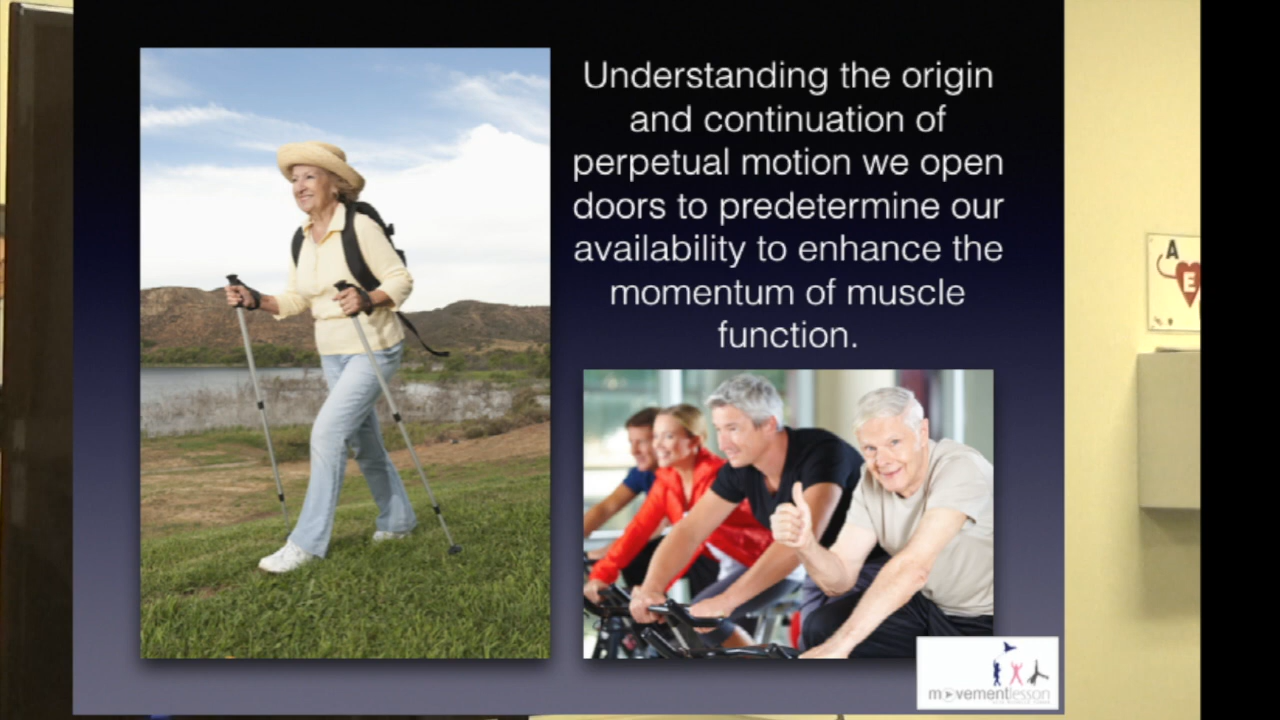 Understanding the origin
and continuation of
perpetual motion we open
doors to predetermine our
availability to enhance the
momentum of muscle
function.
A
E
movementlesson